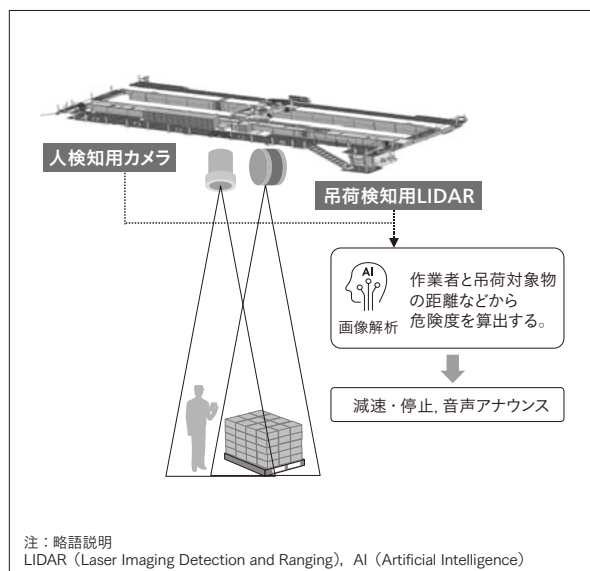 人検知用カメラ
吊荷検知用LIDAR
AI
画像解析
作業者と吊荷対象物
の距離などから
危険度を算出する。
減速・停止, 音声アナウンス
注：略語説明
LIDAR（Laser Imaging Detection and Ranging），AI（Artificial Intelligence）